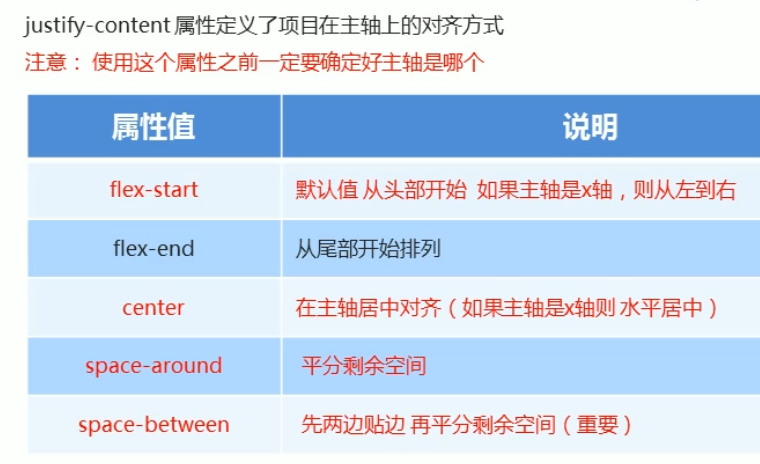 justify-content 属性定义了项目在主轴上的对齐方式
注意： 使用这个属性之前一定要确定好主轴是哪个
属性值 说明
flex-start 默认值 从头部开始 如果主轴是x轴，则从左到右
flex-end 从尾部开始排列
center 在主轴居中对齐（如果主轴是x轴则 水平居中）
space-around 平分剩余空间
space-between 先两边贴边 再平分剩余空间（重要）